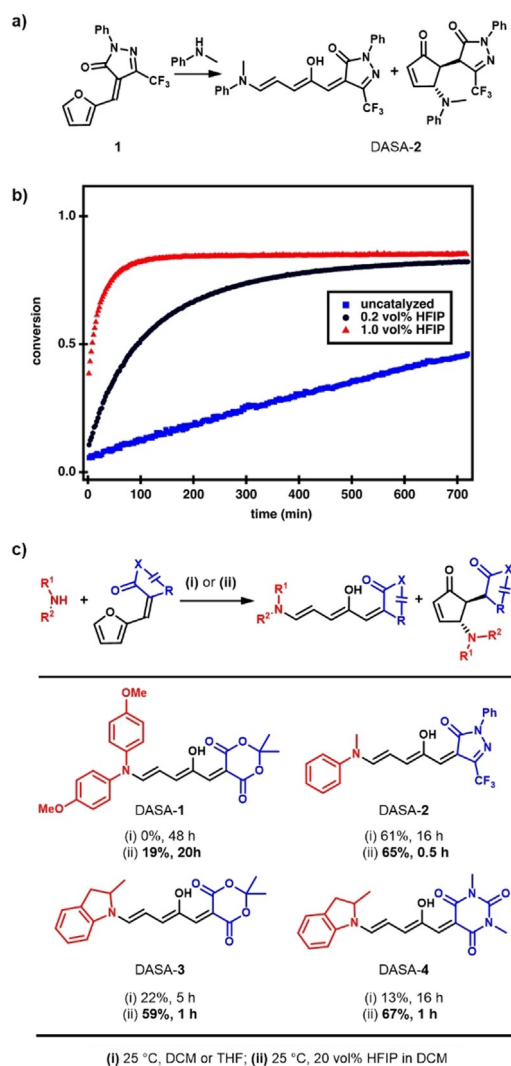 a)
Ph
N
N
O
CF₃
O
1
H
N
Ph
OH
O
Ph
N
N
N
Ph
CF₃
+
O
O
Ph
N
N
N
Ph
CF₃
DASA-2
b)
1.0
0.5
0.0
conversion
uncatalyzed
0.2 vol% HFIP
1.0 vol% HFIP
0 100 200 300 400 500 600 700
time (min)
c)
R¹
NH
R²
+
O
X
R
O
(i) or (ii)
R¹
N
R²
OH
O
X
R
+
O
O
X
R
N
R²
R¹
OMe
MeO
N
OH
O
O
O
O
DASA-1
(i) 0%, 48 h
(ii) 19%, 20h
N
OH
O
Ph
N
N
CF₃
DASA-2
(i) 61%, 16 h
(ii) 65%, 0.5 h
N
OH
O
O
O
O
DASA-3
(i) 22%, 5 h
(ii) 59%, 1 h
N
OH
O
N
O
N
O
DASA-4
(i) 13%, 16 h
(ii) 67%, 1 h
(i) 25 °C, DCM or THF; (ii) 25 °C, 20 vol% HFIP in DCM